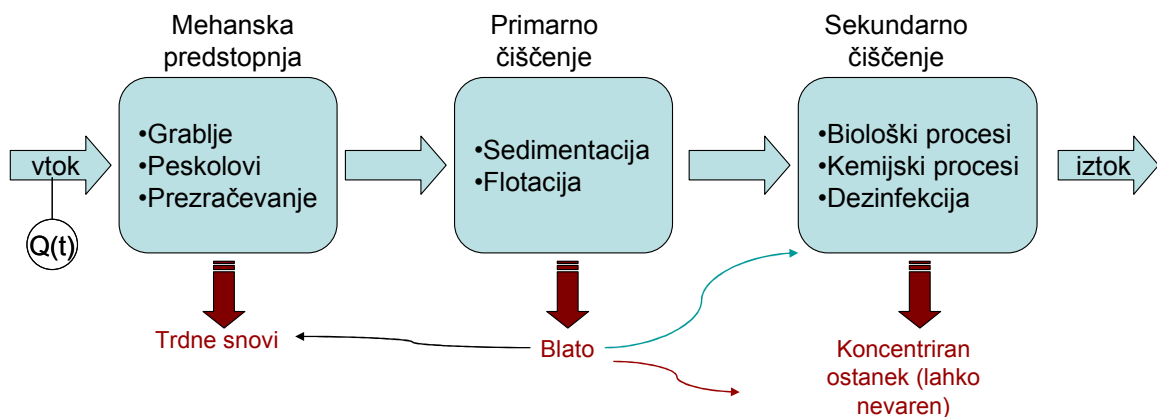 Mehanska
predstopnja
Primarno
čiščenje
Sekundarno
čiščenje
vtok
Q(t)
•Grablje
•Peskolovi
•Prezračevanje
•Sedimentacija
•Flotacija
•Biološki procesi
•Kemijski procesi
•Dezinfekcija
iztok
Trdne snovi
Blato
Koncentriran
ostanek (lahko
nevaren)